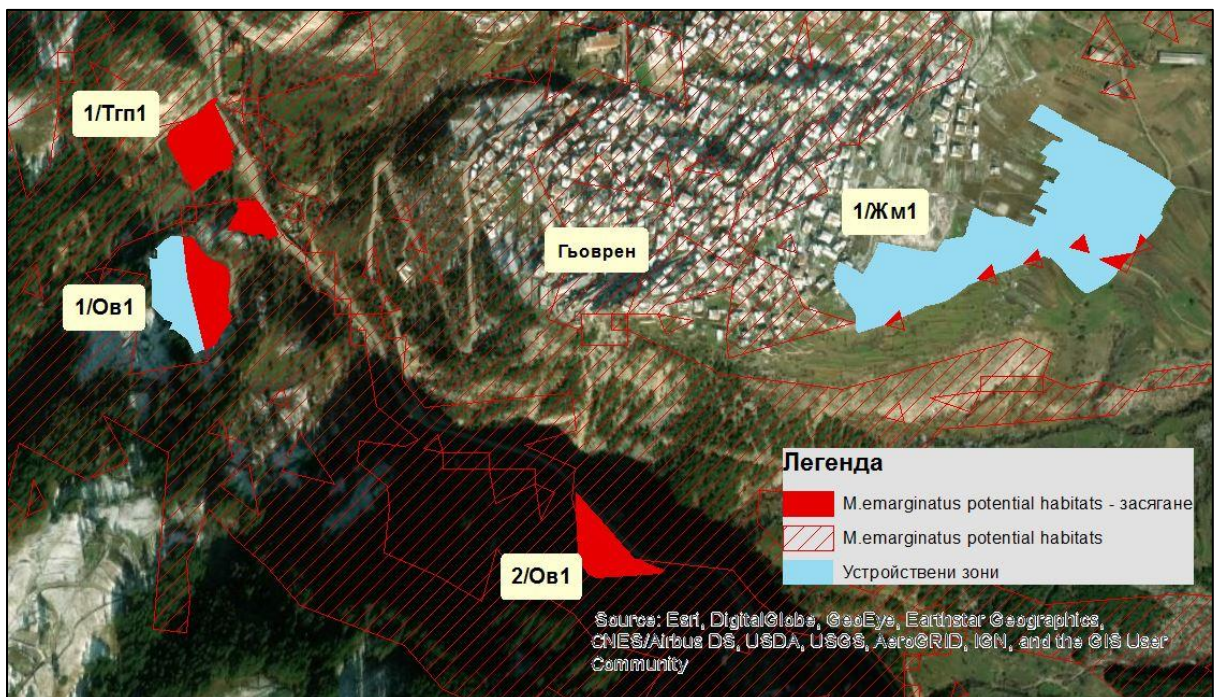 1/Тгп1
1/Жм1
Гьоврен
1/Ов1
Легенда
M.emarginatus potential habitats - засягане
M.emarginatus potential habitats
Устройствени зони
2/Ов1
Source: Esri, DigitalGlobe, GeoEye, Earthstar Geographics,
CNES/Airbus DS, USDA, USGS, AeroGRID, IGN, and the GIS User
Community